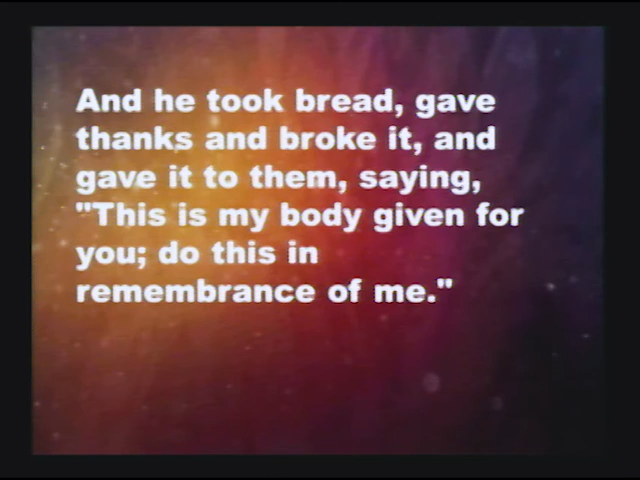 And he took bread, gave
thanks and broke it, and
gave it to them, saying,
"This is my body given for
you; do this in
remembrance of me."